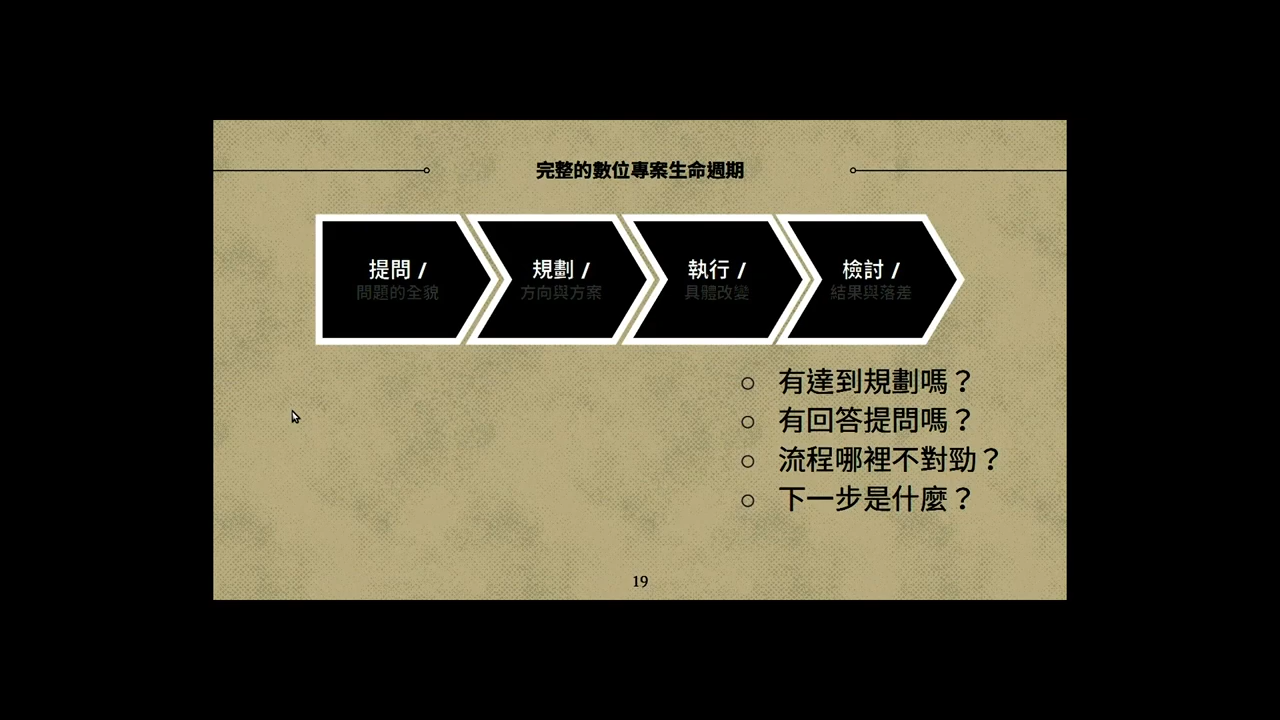 完整的數位專案生命週期
提問 /
問題的全貌
規劃 /
方向與方案
執行 /
具體改變
檢討 /
結果與落差
○ 有達到規劃嗎？
○ 有回答提問嗎？
○ 流程哪裡不對勁？
○ 下一步是什麼？
19